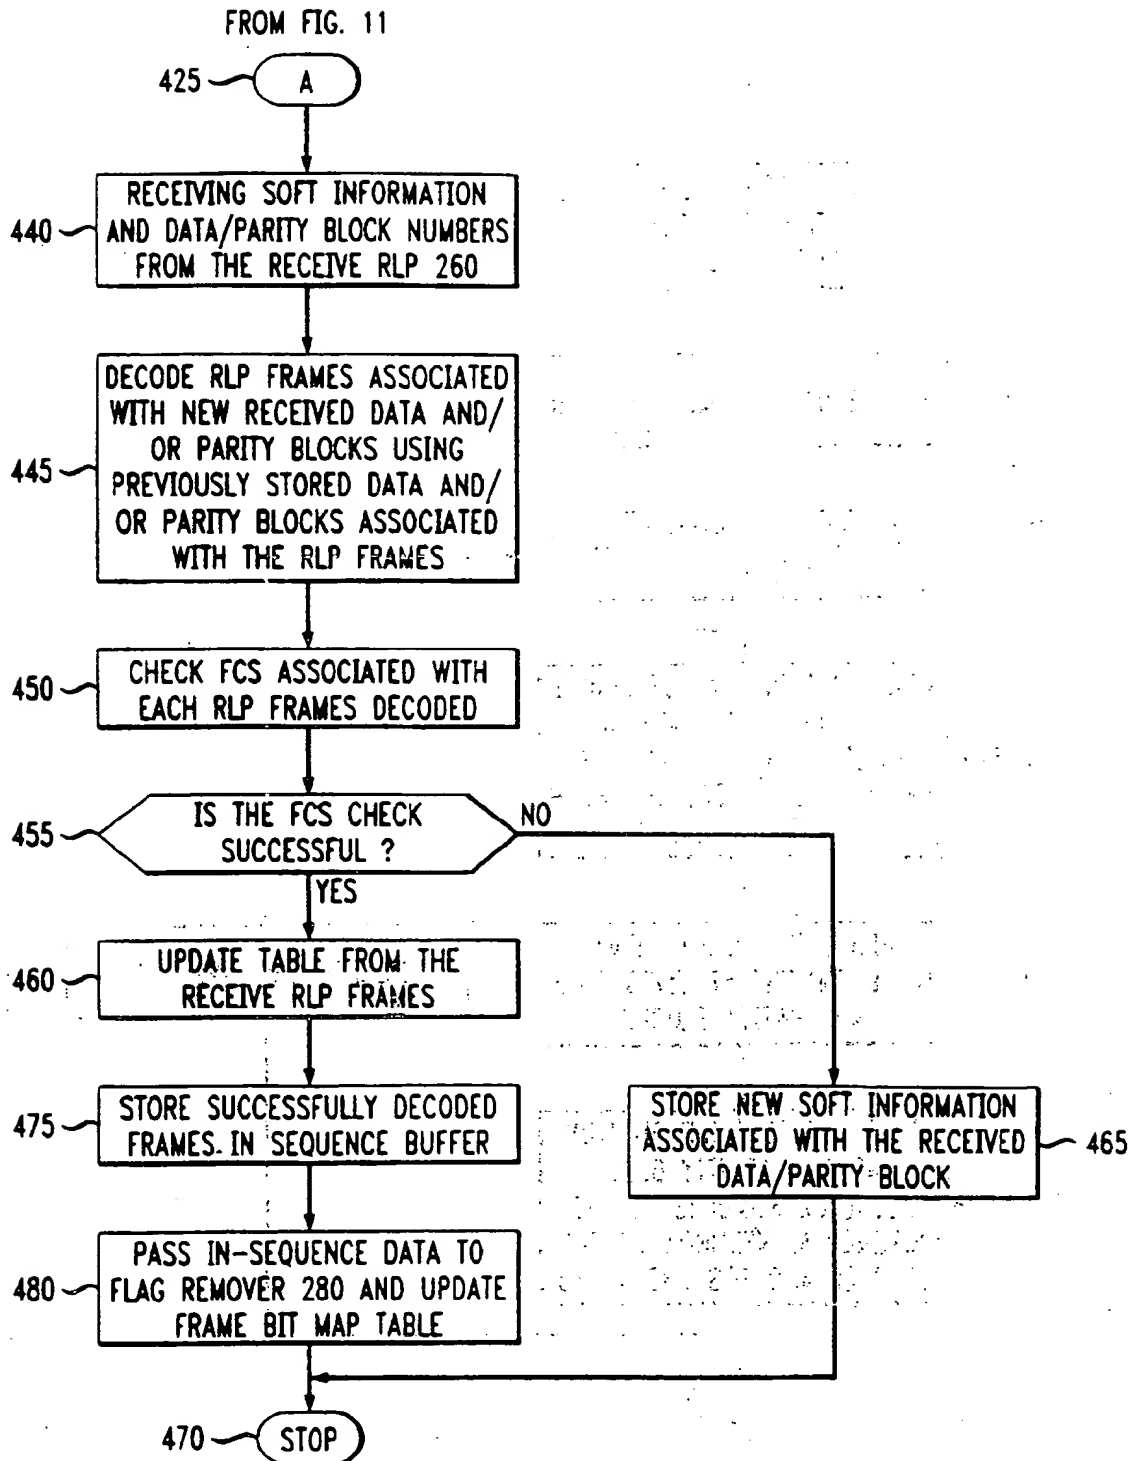 FROM FIG. 11
425
A
440
RECEIVING SOFT INFORMATION
AND DATA/PARITY BLOCK NUMBERS
FROM THE RECEIVE RLP 260
445
DECODE RLP FRAMES ASSOCIATED
WITH NEW RECEIVED DATA AND/
OR PARITY BLOCKS USING
PREVIOUSLY STORED DATA AND/
OR PARITY BLOCKS ASSOCIATED
WITH THE RLP FRAMES
450
CHECK FCS ASSOCIATED WITH
EACH RLP FRAMES DECODED
455
IS THE FCS CHECK
SUCCESSFUL ?
NO
YES
460
UPDATE TABLE FROM THE
RECEIVE RLP FRAMES
475
STORE SUCCESSFULLY DECODED
FRAMES IN SEQUENCE BUFFER
STORE NEW SOFT INFORMATION
ASSOCIATED WITH THE RECEIVED
DATA/PARITY BLOCK
465
480
PASS IN-SEQUENCE DATA TO
FLAG REMOVER 280 AND UPDATE
FRAME BIT MAP TABLE
470
STOP